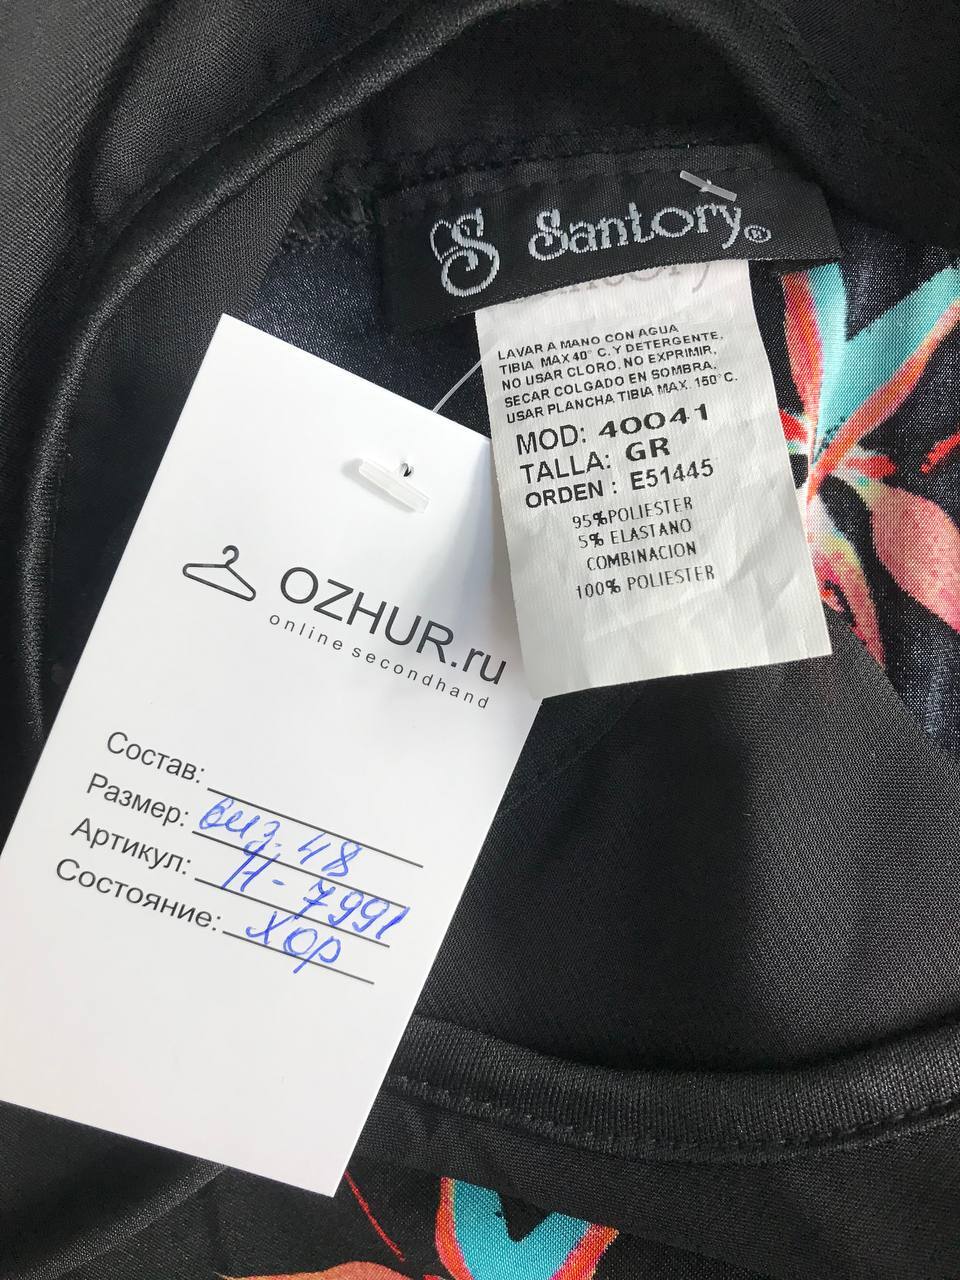 S Santory®
LAVAR A MANO CON AGUA
TIBIA MAX 40° C. Y DETERGENTE,
NO USAR CLORO, NO EXPRIMIR,
SECAR COLGADO EN SOMBRA,
USAR PLANCHA TIBIA MAX. 150°C.
MOD: 40041
TALLA: GR
ORDEN : E51445
95%POLIESTER
5% ELASTANO
COMBINACION
100% POLIESTER
OZHUR.ru
online secondhand
Состав:
Размер: виз. 48
Артикул: Н-7991
Состояние: хор